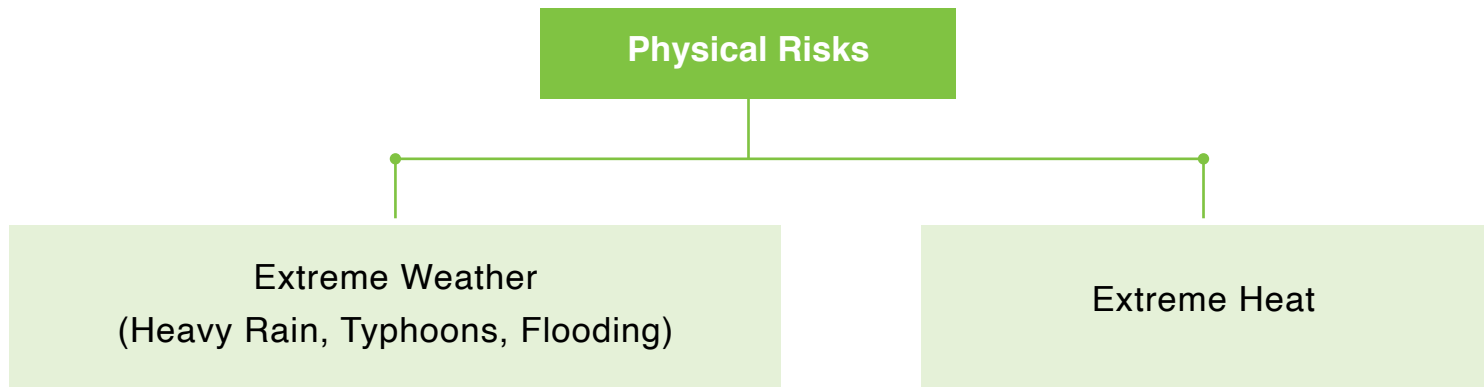 Physical Risks
Extreme Weather
(Heavy Rain, Typhoons, Flooding)
Extreme Heat